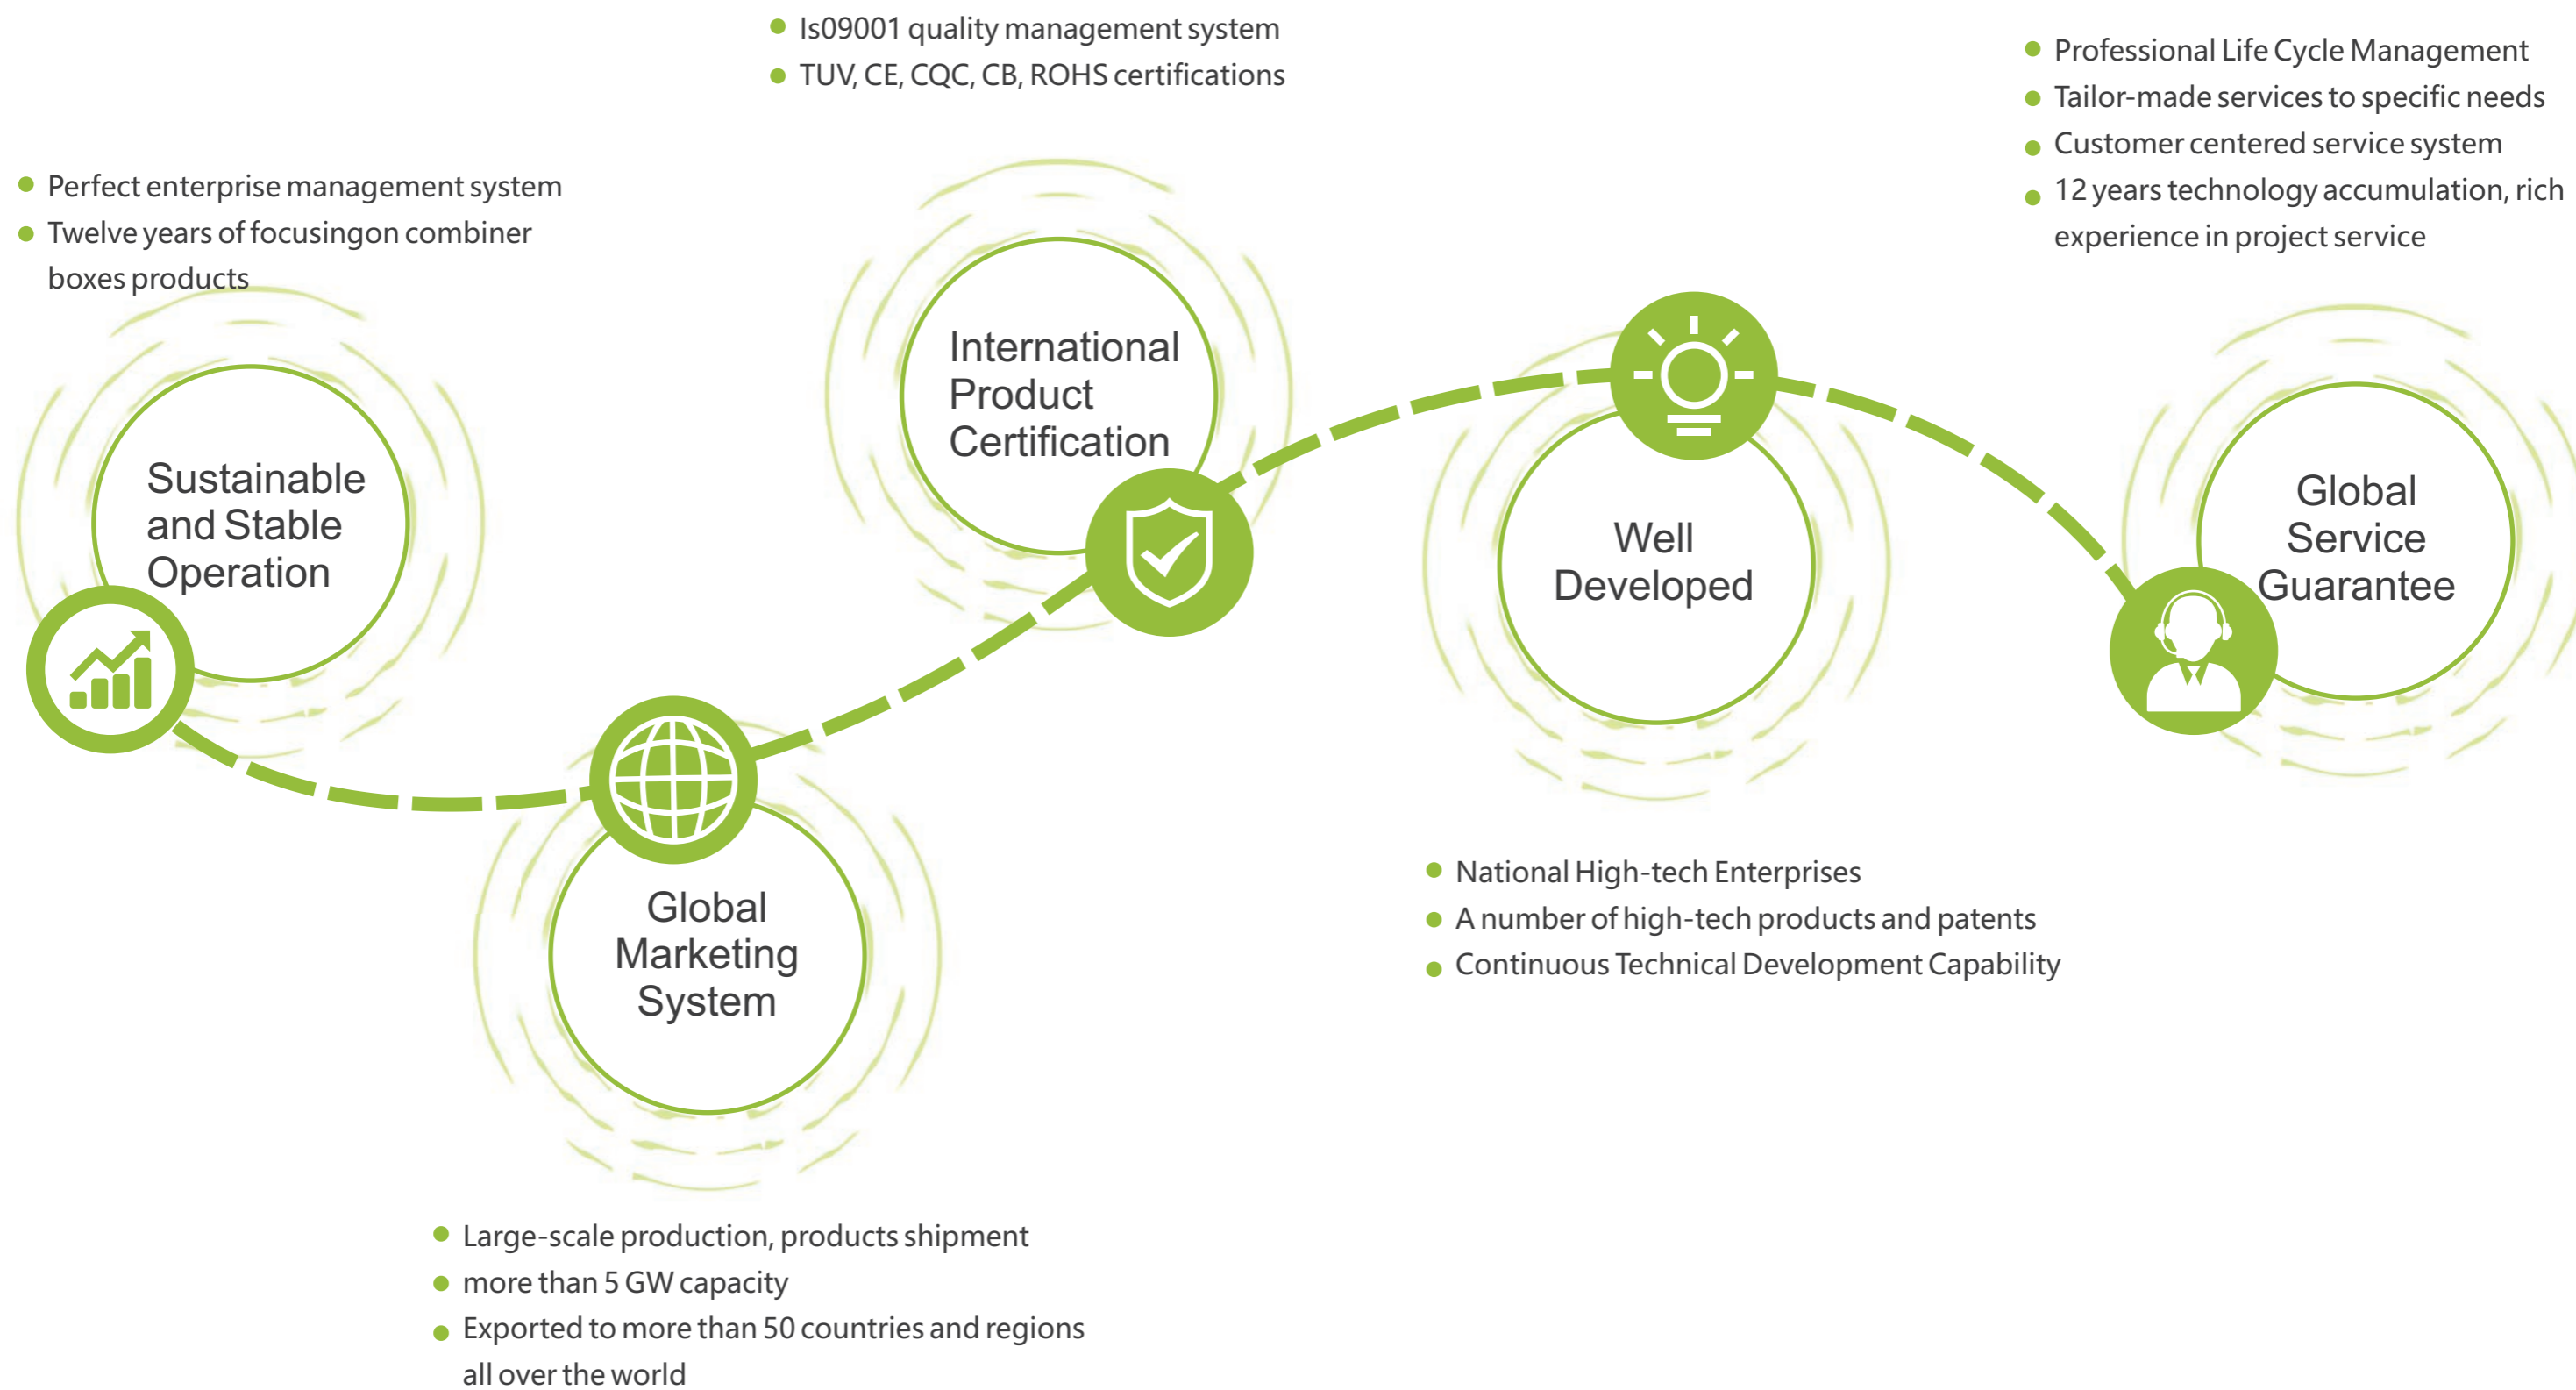 Perfect enterprise management system
Twelve years of focusingon combiner
boxes products
Sustainable
and Stable
Operation
Global
Marketing
System
Large-scale production, products shipment
more than 5 GW capacity
Exported to more than 50 countries and regions
all over the world
Is09001 quality management system
TUV, CE, CQC, CB, ROHS certifications
International
Product
Certification
Well
Developed
National High-tech Enterprises
A number of high-tech products and patents
Continuous Technical Development Capability
Professional Life Cycle Management
Tailor-made services to specific needs
Customer centered service system
12 years technology accumulation, rich
experience in project service
Global
Service
Guarantee